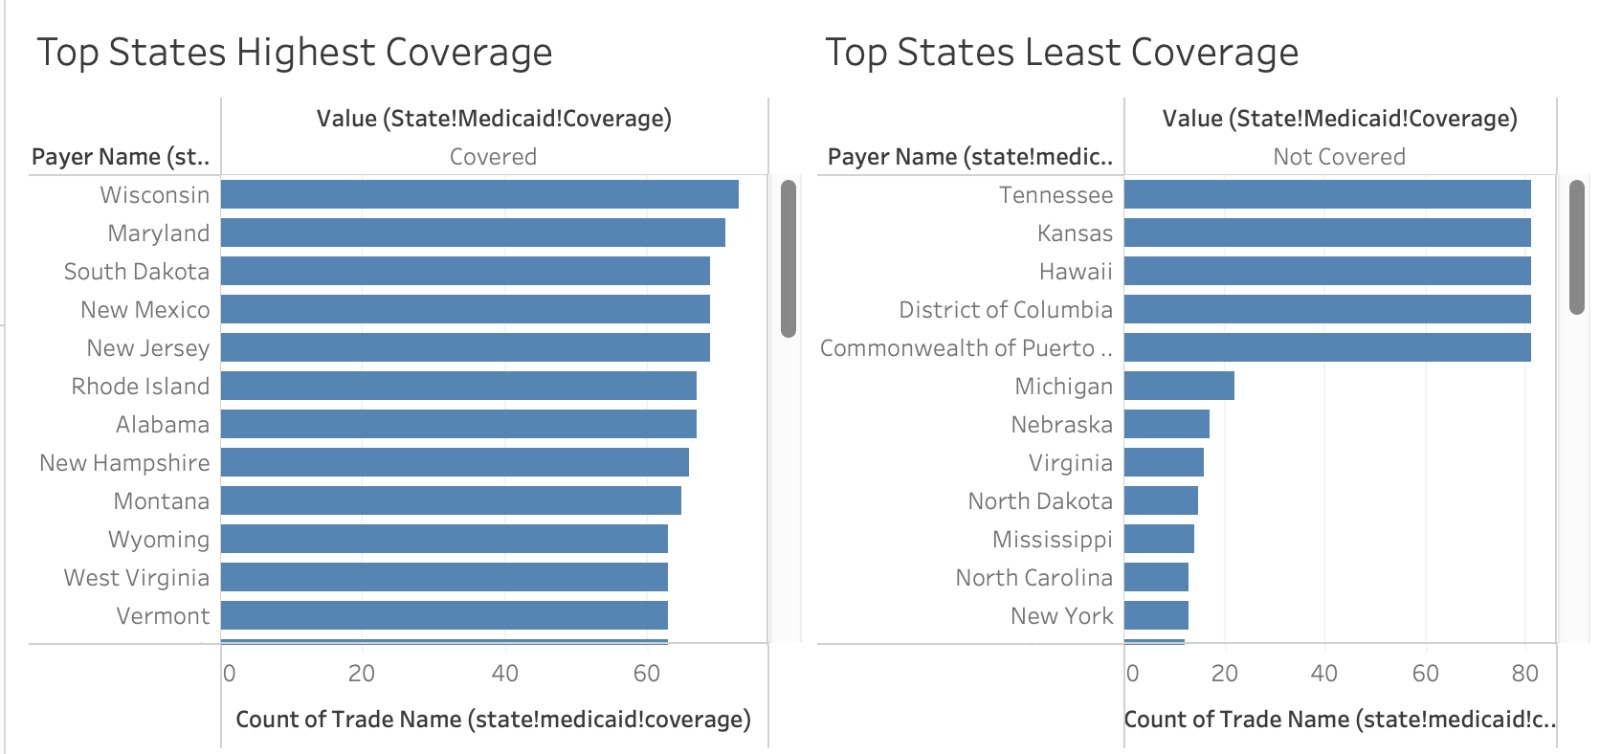 Top States Highest Coverage
Value (State!Medicaid!Coverage)
Payer Name (st..
Covered
Wisconsin
Maryland
South Dakota
New Mexico
New Jersey
Rhode Island
Alabama
New Hampshire
Montana
Wyoming
West Virginia
Vermont
0 20 40 60
Count of Trade Name (state!medicaid!coverage)
Top States Least Coverage
Value (State!Medicaid!Coverage)
Payer Name (state!medic..
Not Covered
Tennessee
Kansas
Hawaii
District of Columbia
Commonwealth of Puerto ..
Michigan
Nebraska
Virginia
North Dakota
Mississippi
North Carolina
New York
0 20 40 60 80
Count of Trade Name (state!medicaid!c..